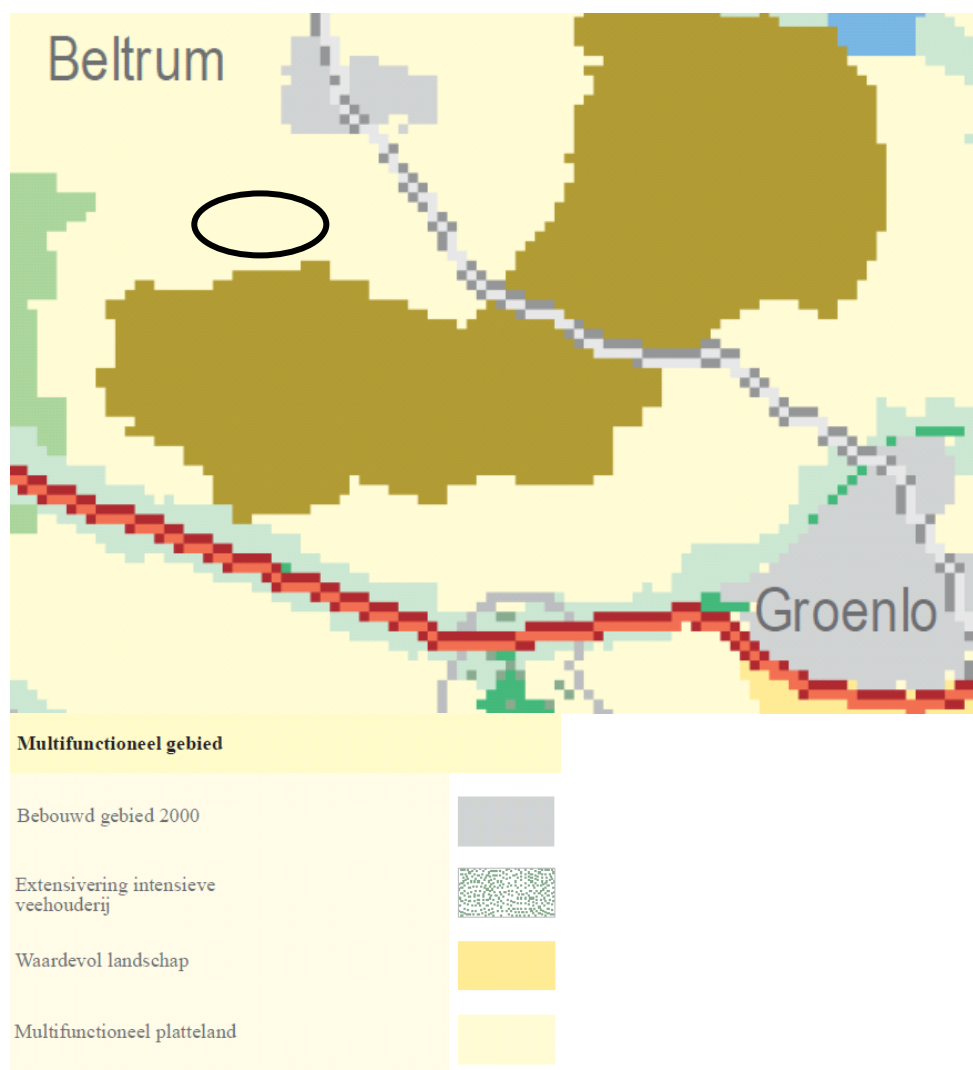 Beltrum
Groenlo
Multifunctioneel gebied
Bebouwd gebied 2000
Extensivering intensieve
veehouderij
Waardevol landschap
Multifunctioneel platteland